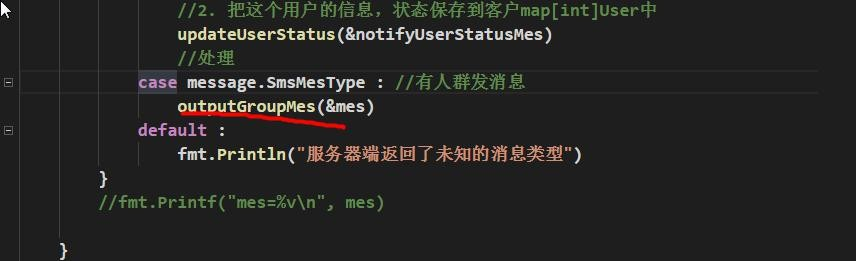 //2. 把这个用户的信息，状态保存到客户map[int]User中
updateUserStatus(&notifyUserStatusMes)
//处理
case message.SmsMesType : //有人群发消息
outputGroupMes(&mes)
default :
fmt.Println("服务器端返回了未知的消息类型")
}
//fmt.Printf("mes=%v\n", mes)
}